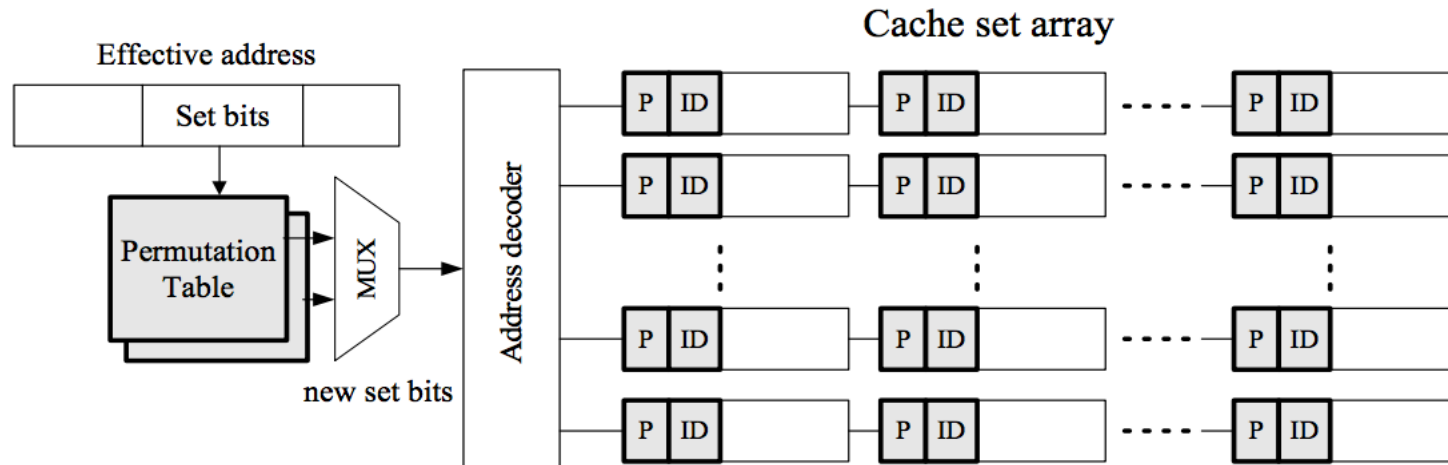 Cache set array
Effective address
Set bits
Permutation
Table
MUX
new set bits
Address decoder
P ID P ID P ID
P ID P ID P ID
P ID P ID P ID
P ID P ID P ID